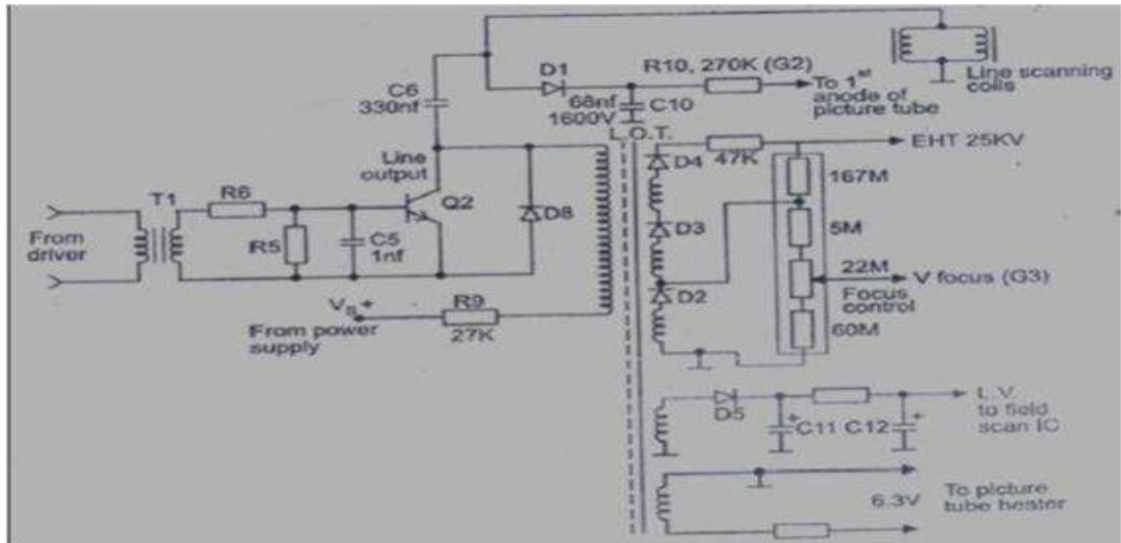 C6
330nf
D1
R10, 270K (G2)
To 1st
anode of
picture tube
Line scanning
coils
68nf
1600V
C10
L.O.T.
Line
output
Q2
D8
D4
47K
EHT 25KV
167M
D3
5M
D2
22M
Focus
control
V focus (G3)
60M
T1
R6
From
driver
R5
C5
1nf
VS +
From power
supply
R9
27K
D5
+
C11
C12
+
L.V.
to field
scan IC
6.3V
To picture
tube heater